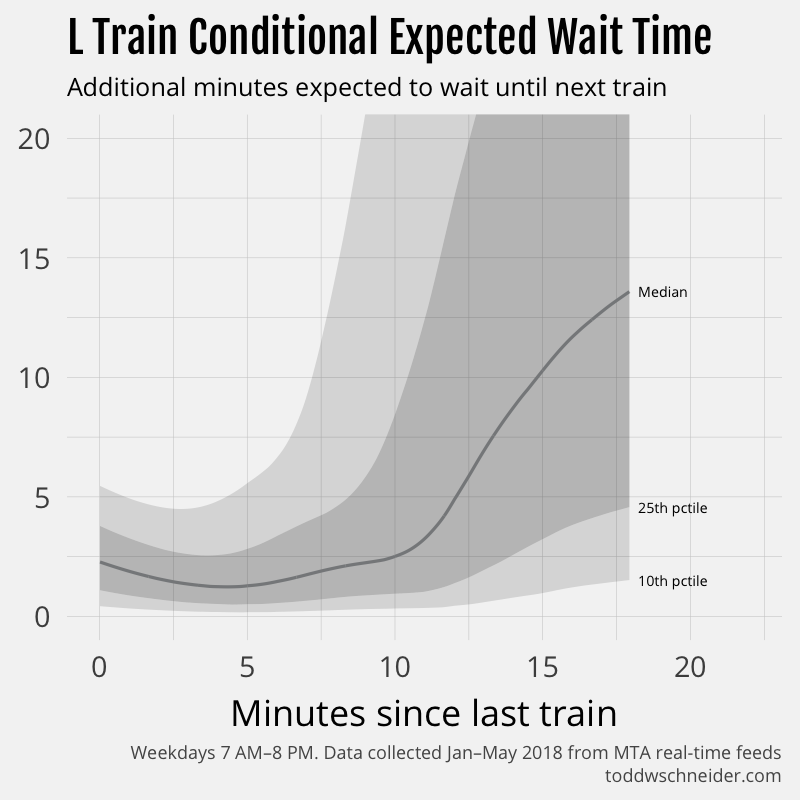 L Train Conditional Expected Wait Time
Additional minutes expected to wait until next train
20
15
10
5
0
Median
25th pctile
10th pctile
0 5 10 15 20
Minutes since last train
Weekdays 7 AM–8 PM. Data collected Jan–May 2018 from MTA real-time feeds
toddwschneider.com